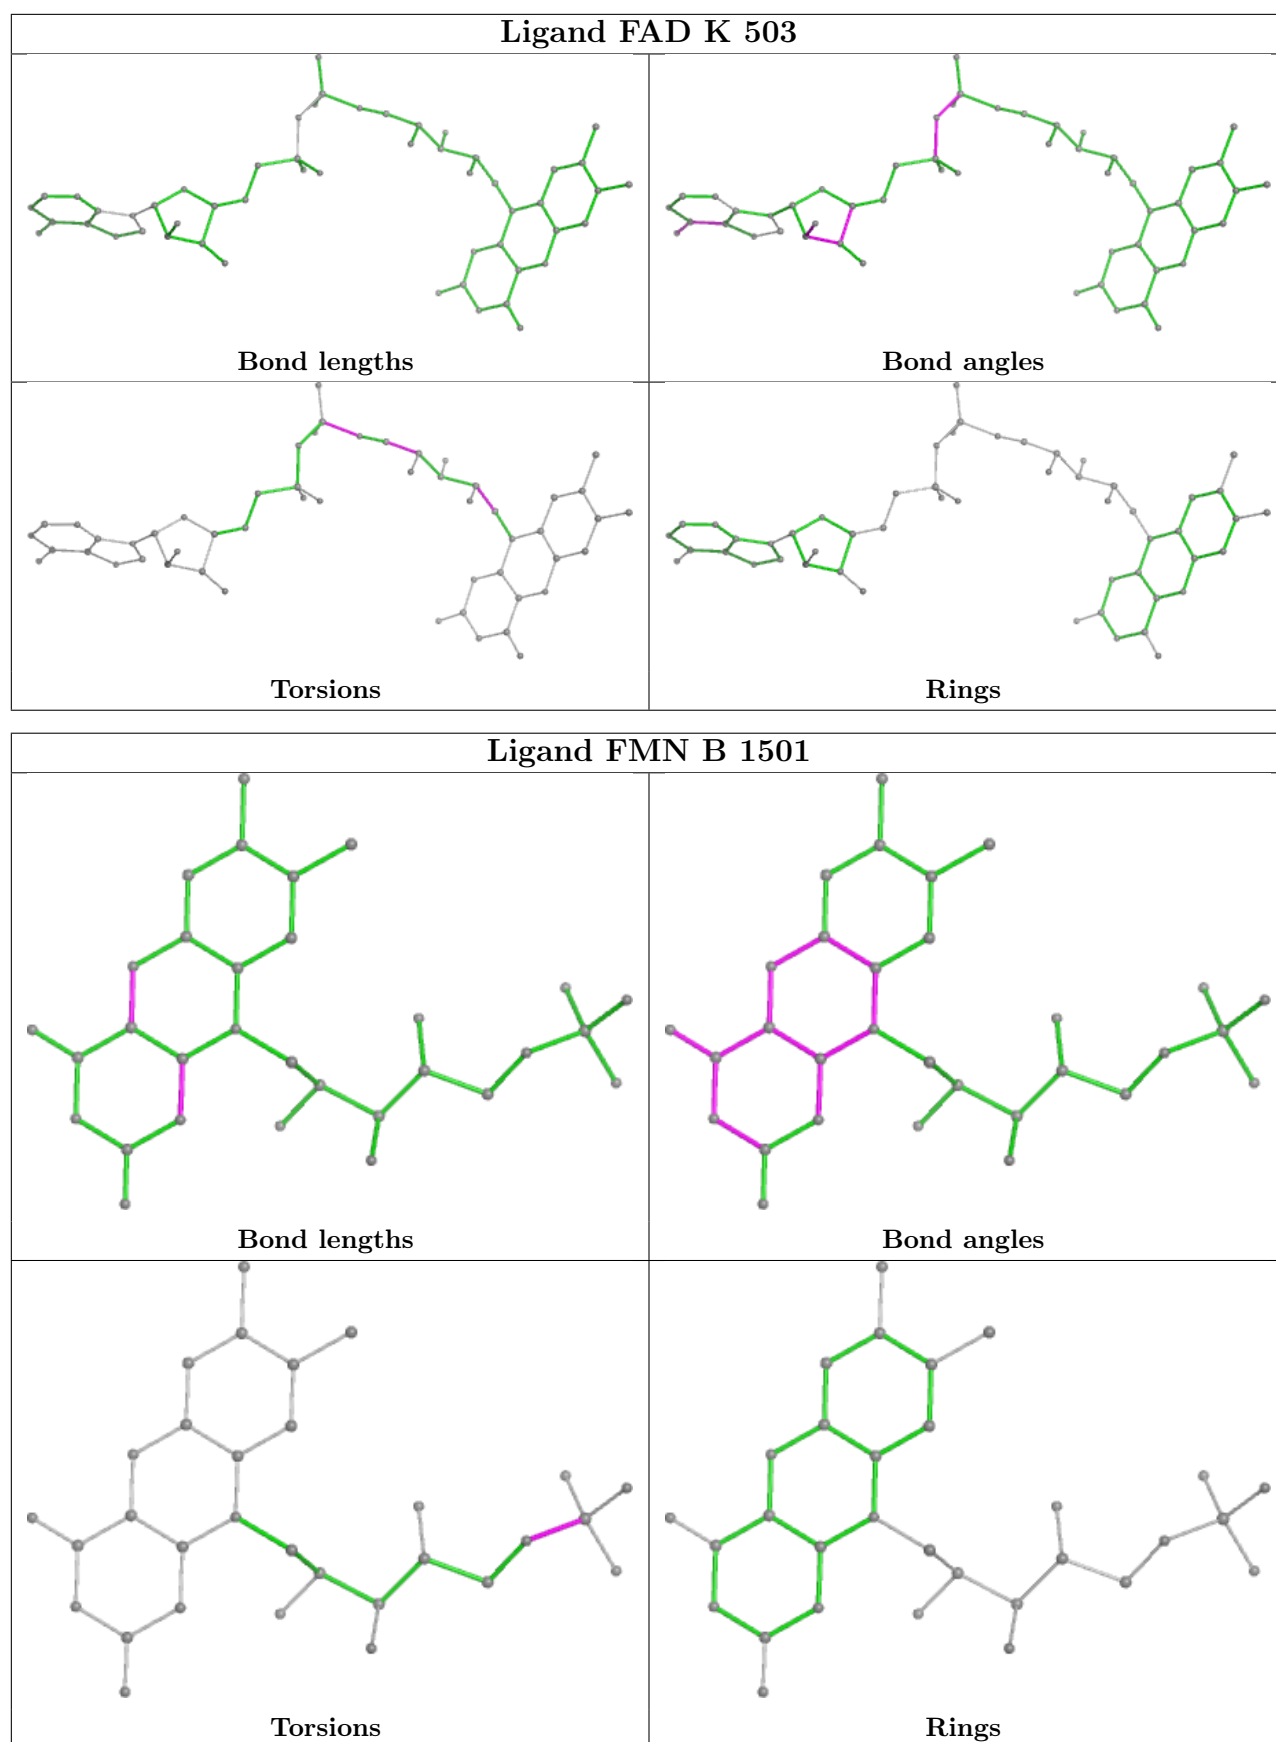 Ligand FAD K 503
Bond lengths
Bond angles
Torsions
Rings
Ligand FMN B 1501
Bond lengths
Bond angles
Torsions
Rings